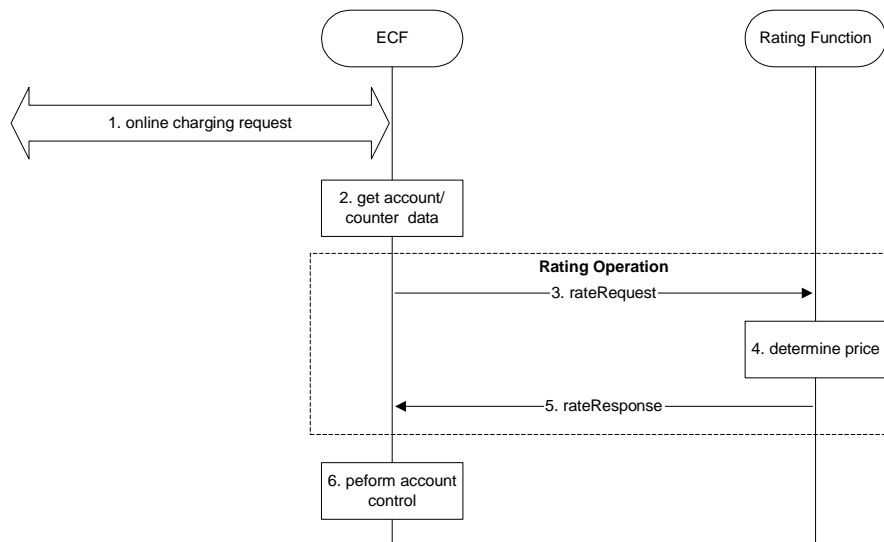 ECF
Rating Function
1. online charging request
2. get account/
counter data
Rating Operation
3. rateRequest
4. determine price
5. rateResponse
6. peform account
control